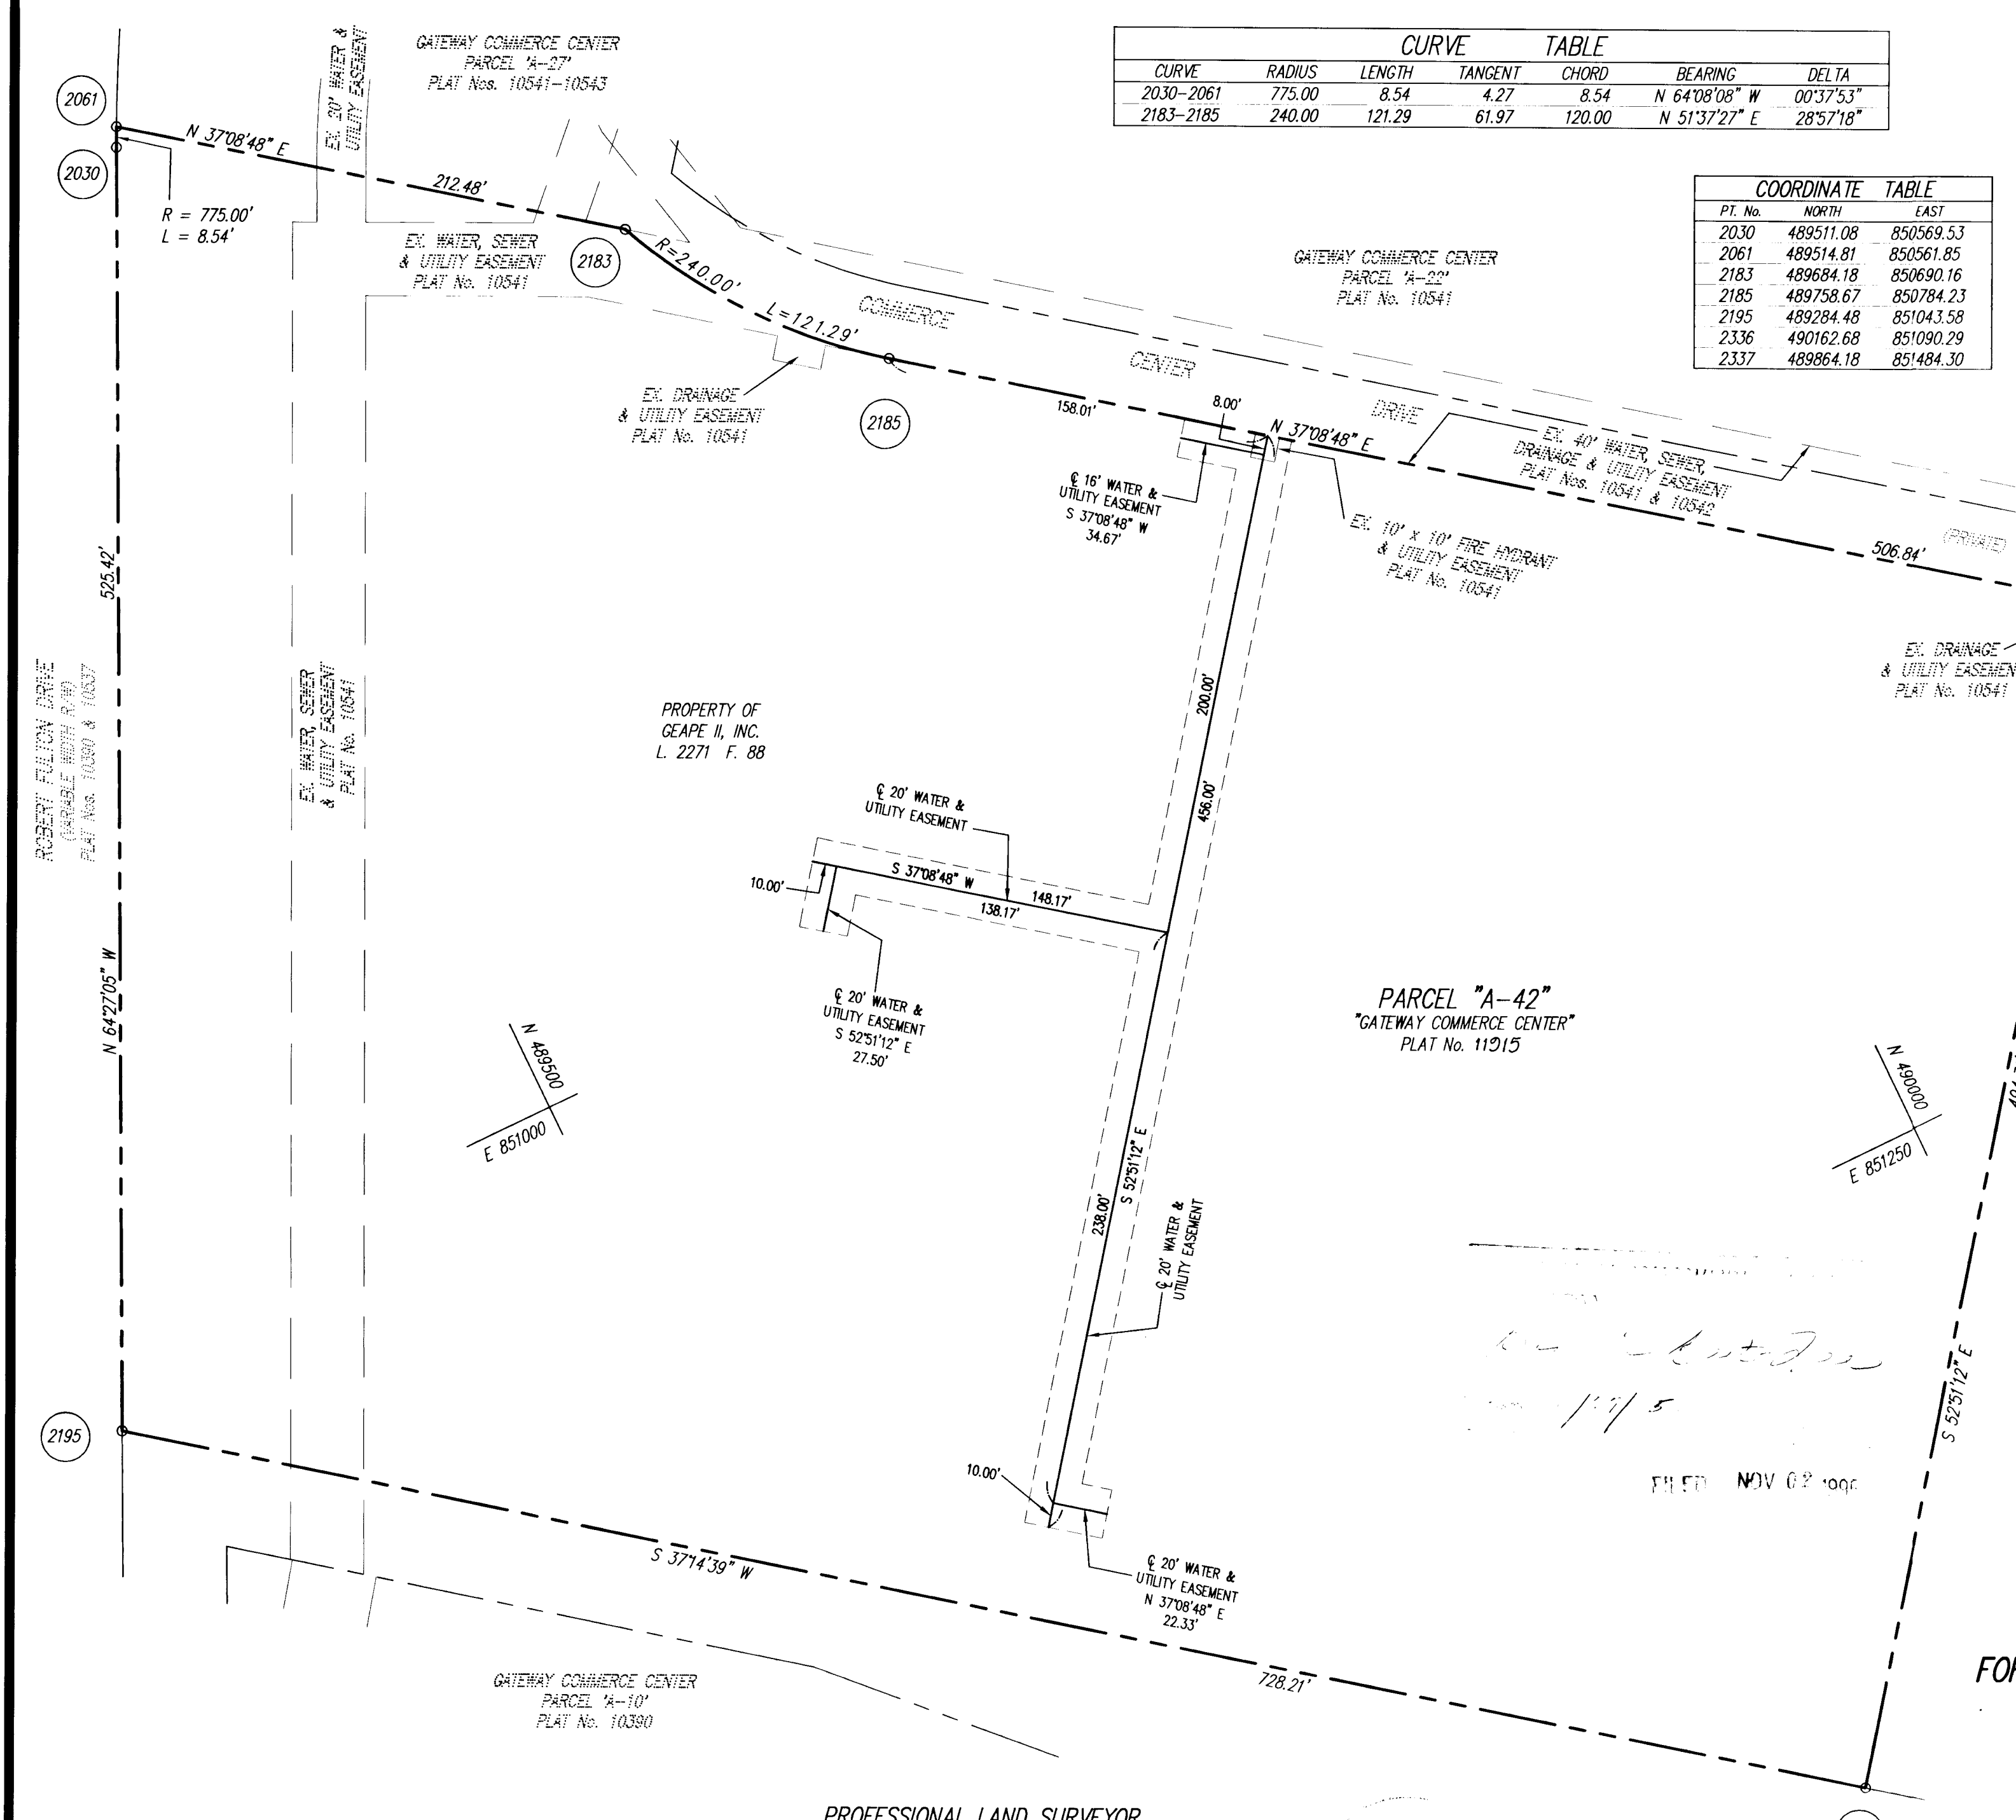 CURVE TABLE
CURVE RADIUS LENGTH TANGENT CHORD BEARING DELTA
2030-2061 775.00 8.54 4.27 8.54 N 64°08'08" W 00°37'53"
2183-2185 240.00 121.29 61.97 120.00 N 51°37'27" E 28°57'18"
COORDINATE TABLE
PT. No. NORTH EAST
2030 489511.08 850569.53
2061 489514.81 850561.85
2183 489684.18 850690.16
2185 489758.67 850784.23
2195 489284.48 851043.58
2336 490162.68 851090.29
2337 489864.18 851484.30
GATEWAY COMMERCE CENTER
PARCEL 'A-27'
PLAT Nos. 10541-10543
EX. 20' WATER &
UTILITY EASEMENT
2061
2030
N 37°08'48" E
212.48'
R = 775.00'
L = 8.54'
EX. WATER, SEWER
& UTILITY EASEMENT
PLAT No. 10541
2183
R=240.00'
L=121.29'
COMMERCE
CENTER
DRIVE
(PRIVATE)
GATEWAY COMMERCE CENTER
PARCEL 'A-22'
PLAT No. 10541
EX. DRAINAGE
& UTILITY EASEMENT
PLAT No. 10541
2185
158.01'
8.00'
N 37°08'48" E
EX. 40' WATER, SEWER,
DRAINAGE & UTILITY EASEMENT
PLAT Nos. 10541 & 10542
506.84'
℄ 16' WATER &
UTILITY EASEMENT
S 37°08'48" W
34.67'
EX. 10' X 10' FIRE HYDRANT
& UTILITY EASEMENT
PLAT No. 10541
EX. DRAINAGE
& UTILITY EASEMEN
PLAT No. 10541
525.42'
N 64°27'05" W
ROBERT FULTON DRIVE
(VARIABLE WIDTH R/W)
PLAT Nos. 10390 & 10537
EX. WATER, SEWER
& UTILITY EASEMENT
PLAT No. 10541
PROPERTY OF
GEAPE II, INC.
L. 2271 F. 88
200.00'
456.00'
℄ 20' WATER &
UTILITY EASEMENT
10.00'
S 37°08'48" W
148.17'
138.17'
℄ 20' WATER &
UTILITY EASEMENT
S 52°51'12" E
27.50'
PARCEL "A-42"
"GATEWAY COMMERCE CENTER"
PLAT No. 11915
N 489500
E 851000
N 490000
E 851250
238.00'
S 52°51'12" E
℄ 20' WATER &
UTILITY EASEMENT
S 52°51'12" E
FILED NOV 02
2195
10.00'
℄ 20' WATER &
UTILITY EASEMENT
N 37°08'48" E
22.33'
S 37°14'39" W
728.21'
GATEWAY COMMERCE CENTER
PARCEL 'A-10'
PLAT No. 10390
FO
PROFESSIONAL LAND SURVEYOR